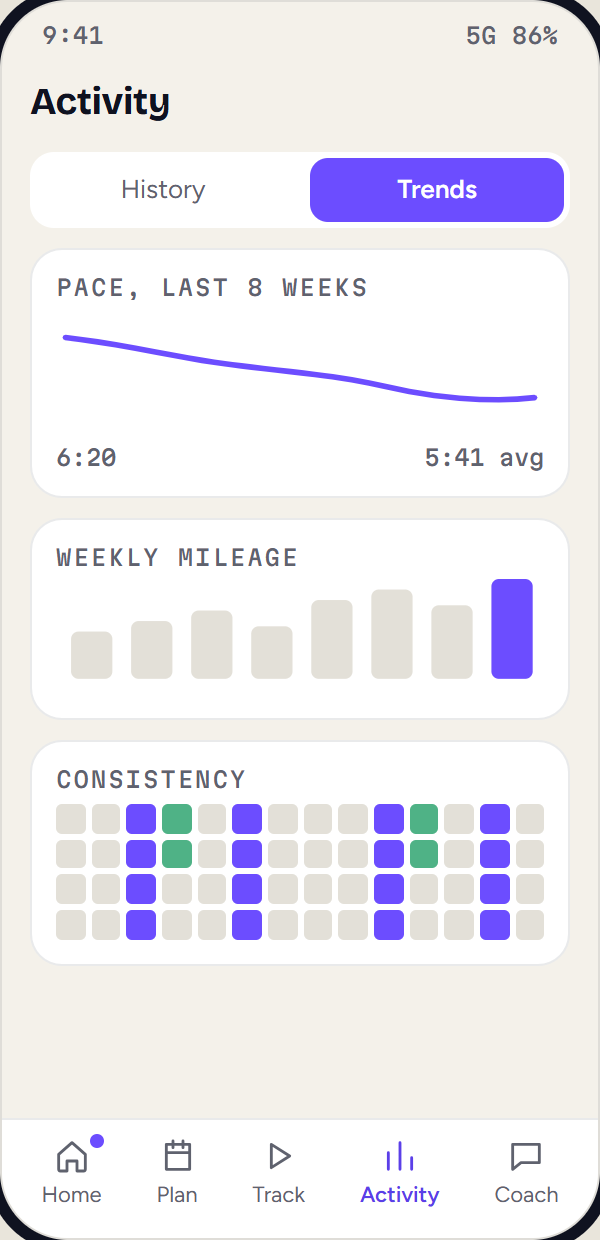 9:41 5G 86%
Activity
History Trends
PACE, LAST 8 WEEKS
6:20 5:41 avg
WEEKLY MILEAGE
CONSISTENCY
Home Plan Track Activity Coach